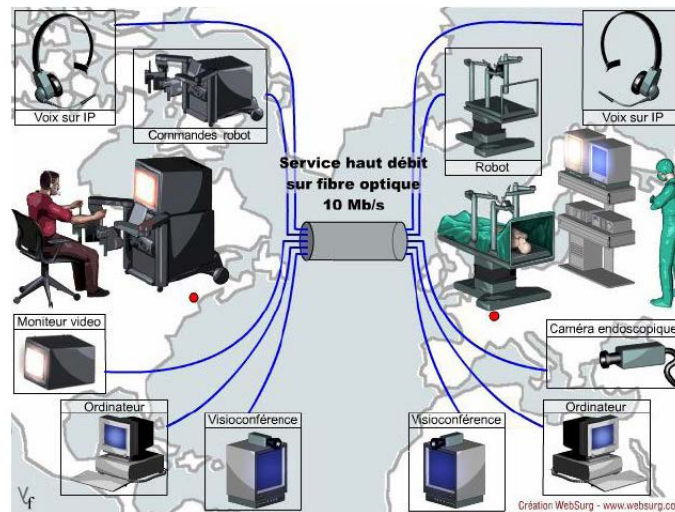 Voix sur IP
Commandes robot
Robot
Voix sur IP
Service haut débit
sur fibre optique
10 Mb/s
Moniteur video
Caméra endoscopique
Ordinateur
Visioconférence
Visioconférence
Ordinateur
Vf
Création WebSurg - www.websurg.co